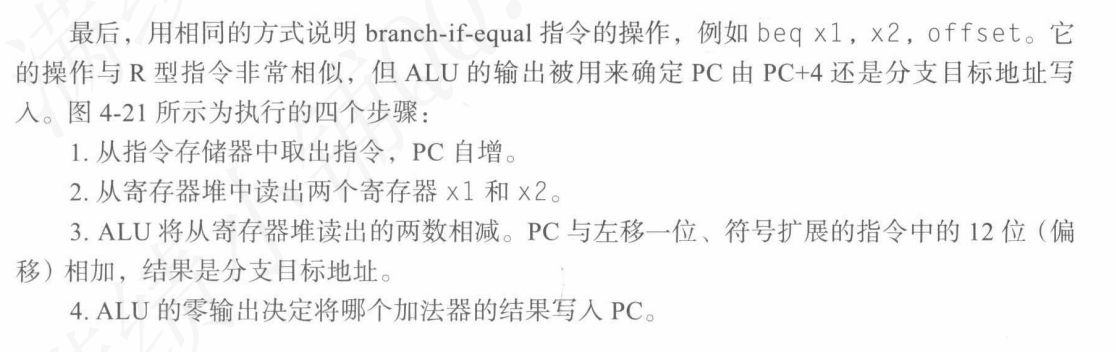 最后，用相同的方式说明 branch-if-equal 指令的操作，例如 beq x1, x2, offset。它
的操作与 R 型指令非常相似，但 ALU 的输出被用来确定 PC 由 PC+4 还是分支目标地址写
入。图 4-21 所示为执行的四个步骤：
1. 从指令存储器中取出指令，PC 自增。
2. 从寄存器堆中读出两个寄存器 x1 和 x2。
3. ALU 将从寄存器堆读出的两数相减。PC 与左移一位、符号扩展的指令中的 12 位（偏
移）相加，结果是分支目标地址。
4. ALU 的零输出决定将哪个加法器的结果写入 PC。